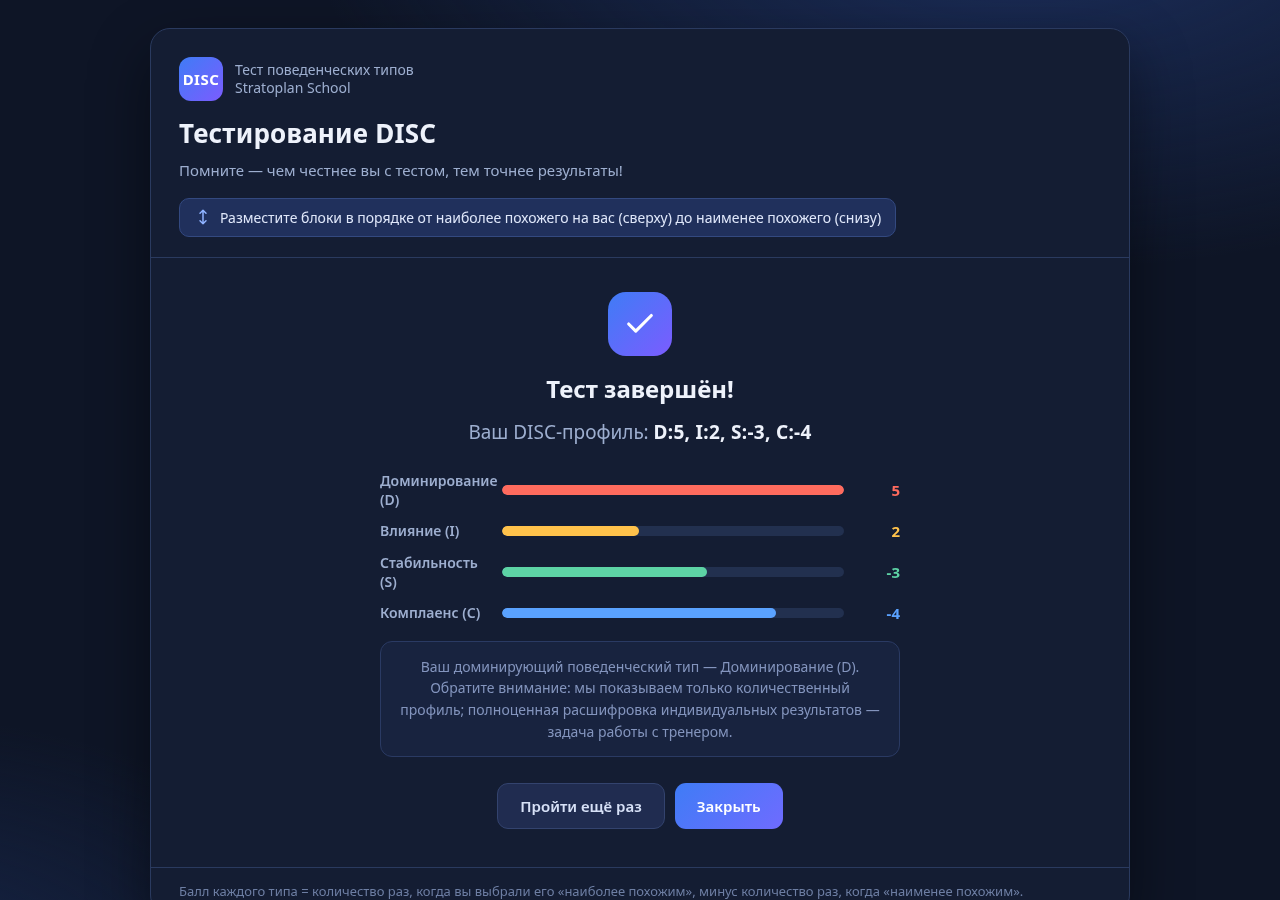 DISC
Тест поведенческих типов
Stratoplan School
Тестирование DISC
Помните — чем честнее вы с тестом, тем точнее результаты!
Разместите блоки в порядке от наиболее похожего на вас (сверху) до наименее похожего (снизу)
Тест завершён!
Ваш DISC-профиль: D:5, I:2, S:-3, C:-4
Доминирование
(D)
5
Влияние (I)
2
Стабильность
(S)
-3
Комплаенс (C)
-4
Ваш доминирующий поведенческий тип — Доминирование (D).
Обратите внимание: мы показываем только количественный
профиль; полноценная расшифровка индивидуальных результатов —
задача работы с тренером.
Пройти ещё раз
Закрыть
Балл каждого типа = количество раз, когда вы выбрали его «наиболее похожим», минус количество раз, когда «наименее похожим».